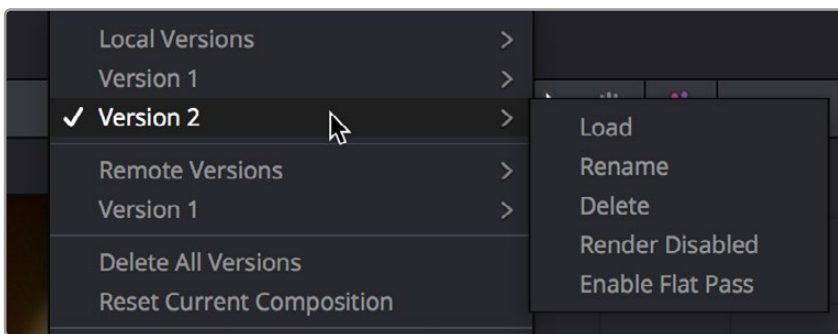 Local Versions
Version 1
Version 2
Remote Versions
Version 1
Delete All Versions
Reset Current Composition
Load
Rename
Delete
Render Disabled
Enable Flat Pass